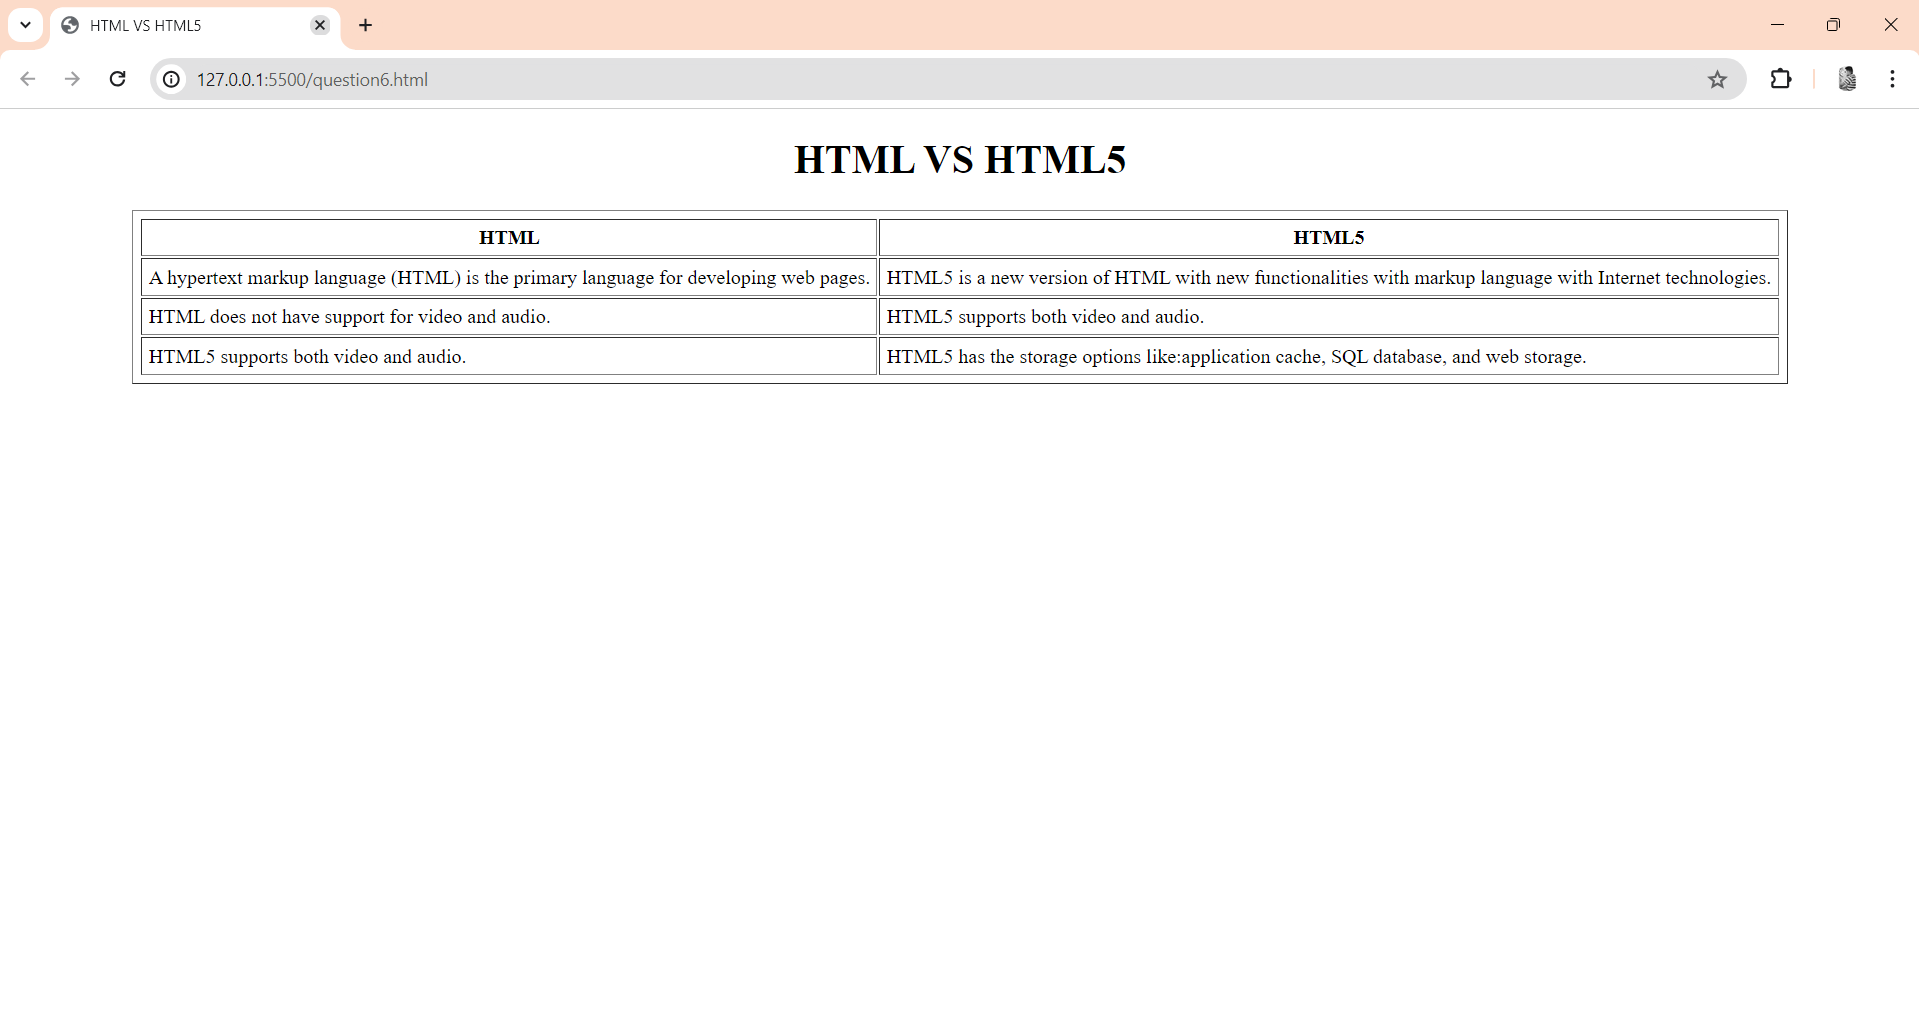 HTML VS HTML5
127.0.0.1:5500/question6.html
HTML VS HTML5
HTML HTML5
A hypertext markup language (HTML) is the primary language for developing web pages. HTML5 is a new version of HTML with new functionalities with markup language with Internet technologies.
HTML does not have support for video and audio. HTML5 supports both video and audio.
HTML5 supports both video and audio. HTML5 has the storage options like:application cache, SQL database, and web storage.